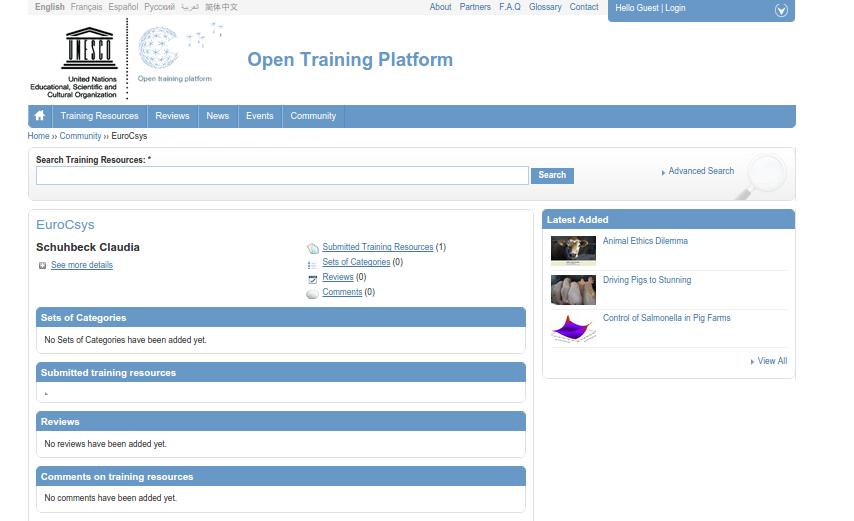 English Français Español Русский العربية 简体中文
About Partners F.A.Q Glossary Contact
Hello Guest | Login
UNESCO
United Nations
Educational, Scientific and
Cultural Organization
Open training platform
Open Training Platform
Training Resources Reviews News Events Community
Home ›› Community ›› EuroCsys
Search Training Resources: *
Search
Advanced Search
EuroCsys
Schuhbeck Claudia
See more details
Submitted Training Resources (1)
Sets of Categories (0)
Reviews (0)
Comments (0)
Sets of Categories
No Sets of Categories have been added yet.
Submitted training resources
Reviews
No reviews have been added yet.
Comments on training resources
No comments have been added yet.
Latest Added
Animal Ethics Dilemma
Driving Pigs to Stunning
Control of Salmonella in Pig Farms
View All